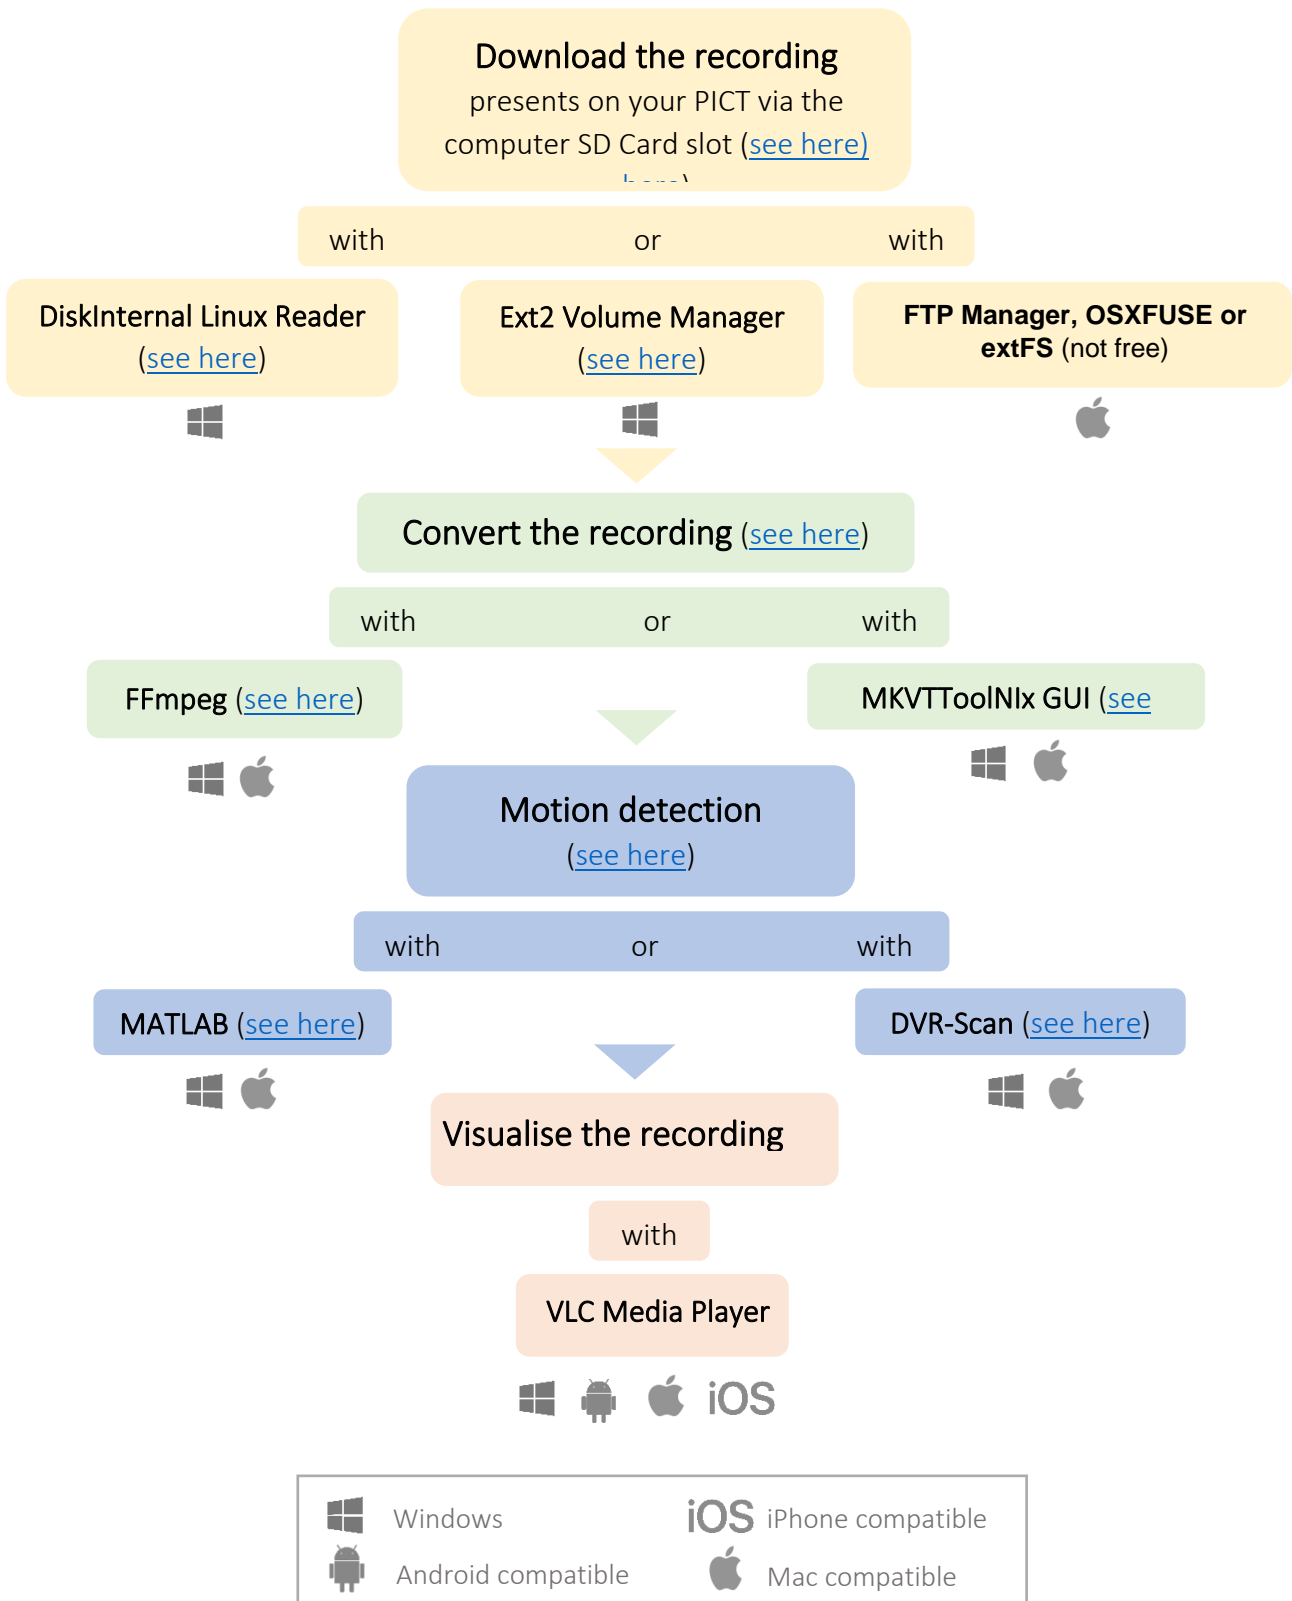 Download the recording
presents on your PICT via the
computer SD Card slot (see here)
with or with
DiskInternal Linux Reader
(see here)
Ext2 Volume Manager
(see here)
FTP Manager, OSXFUSE or
extFS (not free)
Convert the recording (see here)
with or with
FFmpeg (see here)
MKVTToolNIx GUI (see
Motion detection
(see here)
with or with
MATLAB (see here)
DVR-Scan (see here)
Visualise the recording
with
VLC Media Player
iOS
Windows
iOS iPhone compatible
Android compatible
Mac compatible